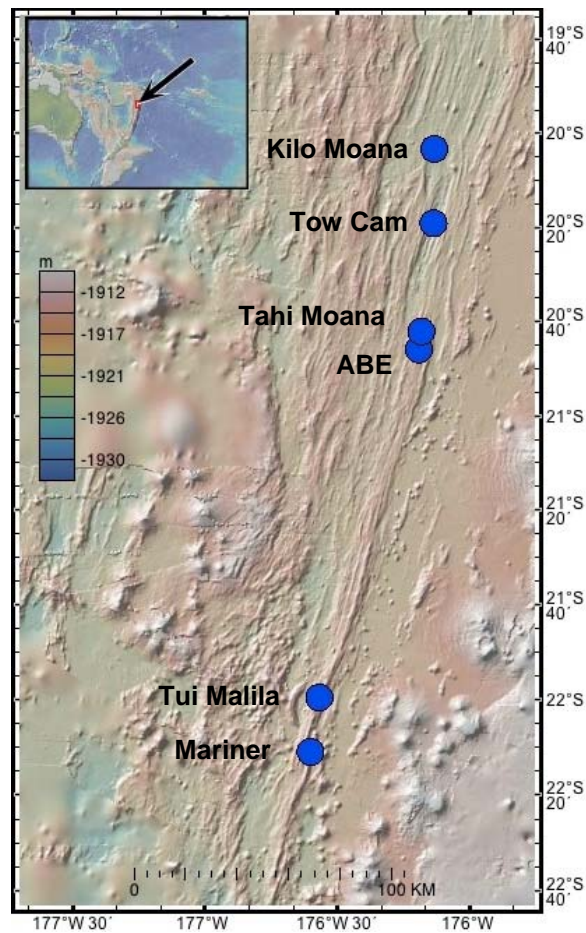 Kilo Moana
Tow Cam
Tahi Moana
ABE
Tui Malila
Mariner
m
-1912
-1917
-1921
-1926
-1930
19°S
40´
20°S
20°S
20´
20°S
40´
21°S
21°S
20´
21°S
40´
22°S
22°S
20´
22°S
40´
0
100 KM
177°W 30´
177°W
176°W 30´
176°W